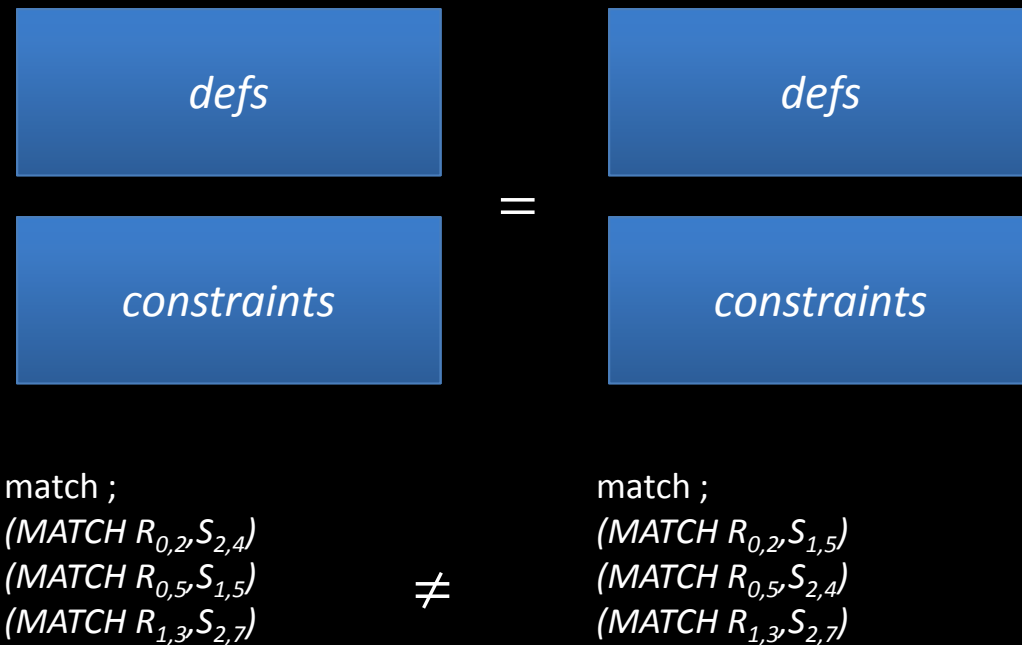 defs
defs
=
constraints
constraints
match ;
(MATCH R0,2,S2,4)
(MATCH R0,5,S1,5)
(MATCH R1,3,S2,7)
≠
match ;
(MATCH R0,2,S1,5)
(MATCH R0,5,S2,4)
(MATCH R1,3,S2,7)